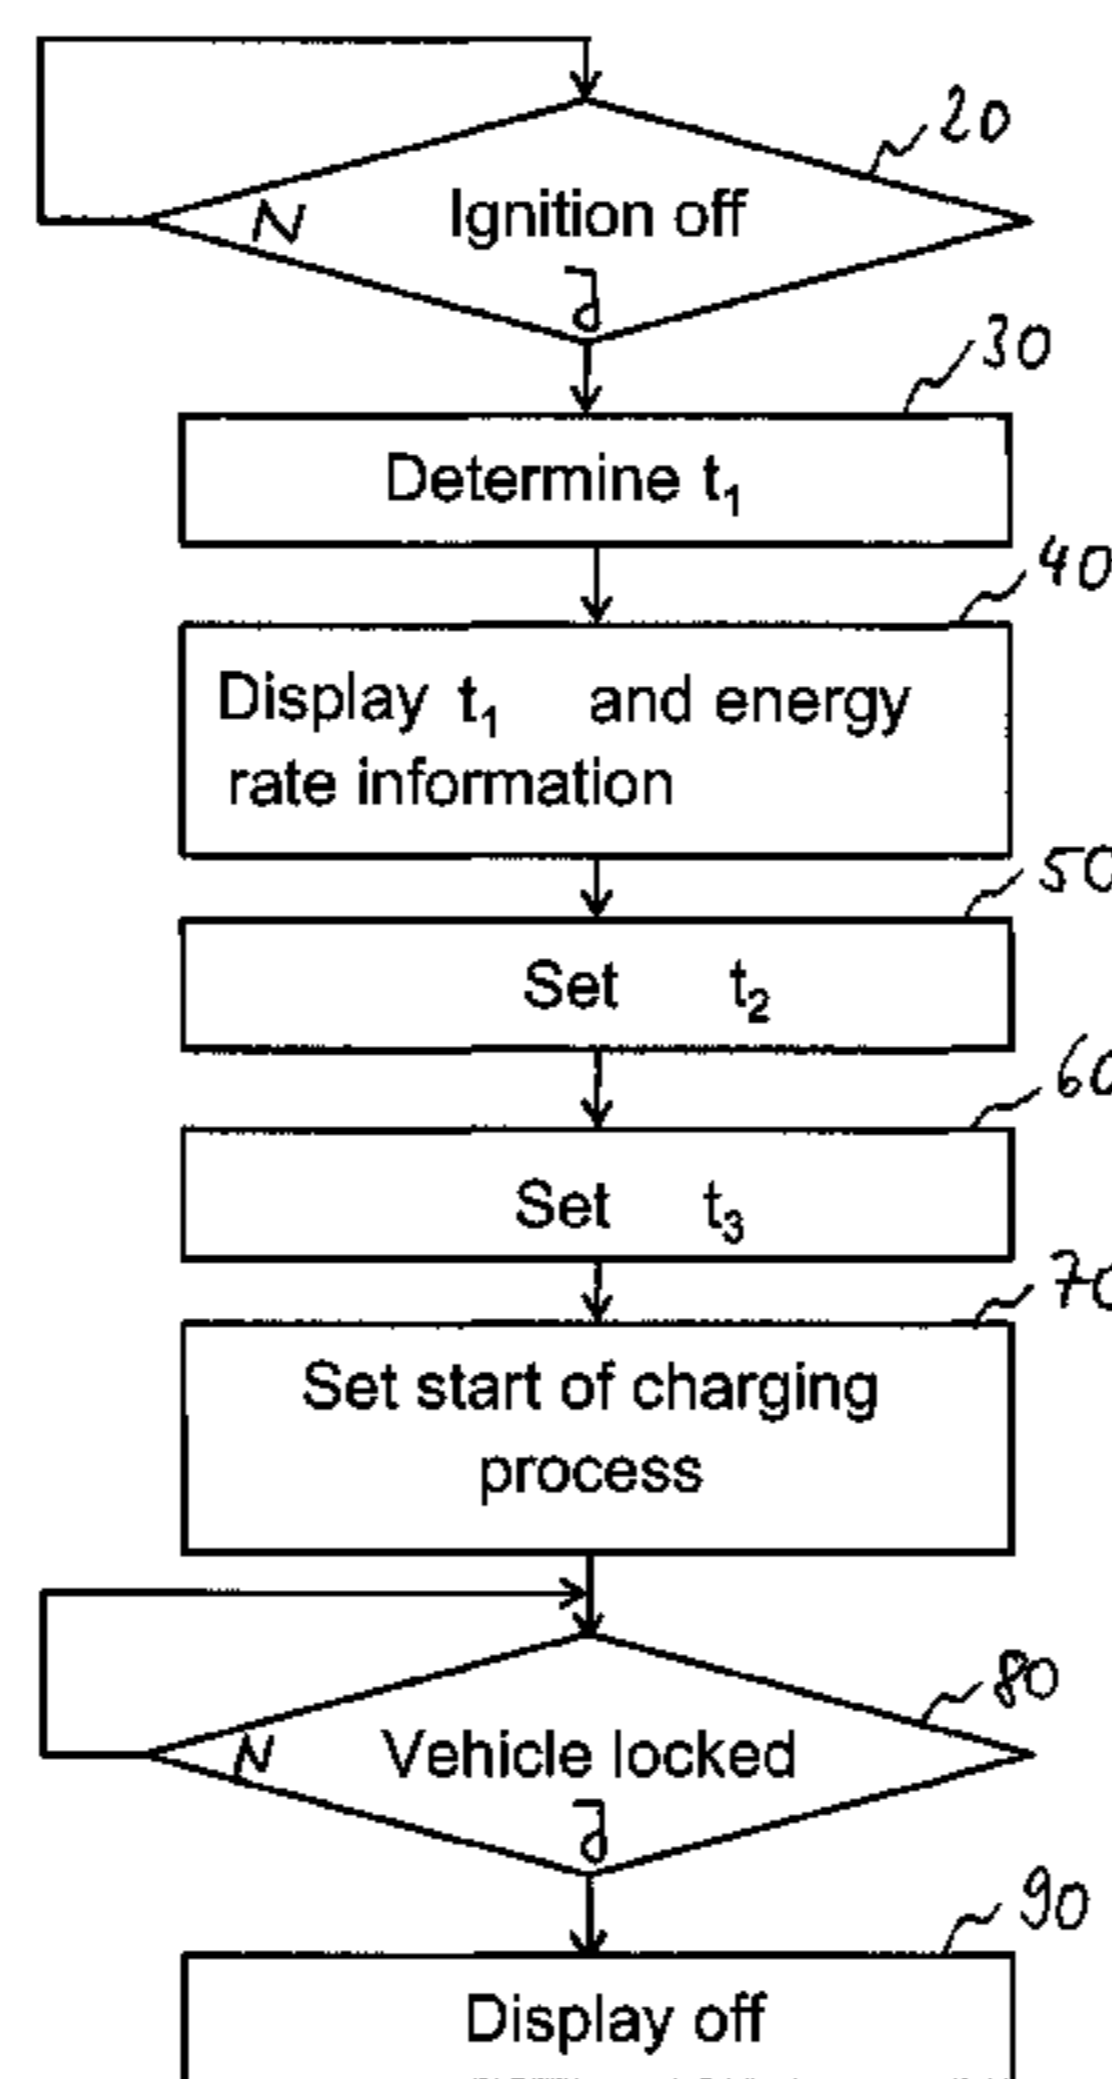 20
Ignition off
N
J
30
Determine t₁
40
Display t₁ and energy
rate information
50
Set t₂
60
Set t₃
70
Set start of charging
process
80
Vehicle locked
N
J
90
Display off